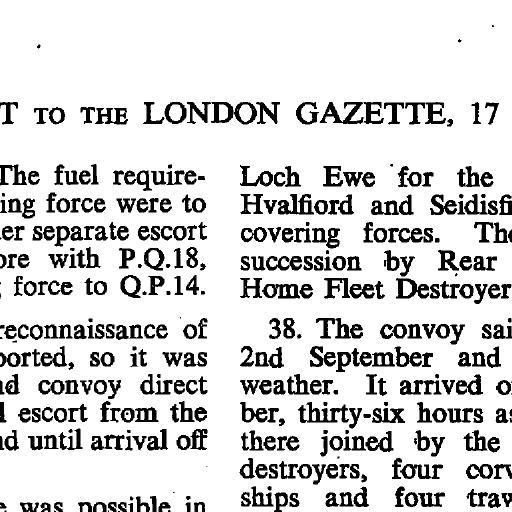 T TO THE LONDON GAZETTE, 17
The fuel require-
ing force were to
er separate escort
ore with P.Q.18,
force to Q.P.14.
reconnaissance of
ported, so it was
nd convoy direct
l escort from the
nd until arrival off
e was possible in
Loch Ewe for the
Hvalfiord and Seidisfi
covering forces. The
succession by Rear
Home Fleet Destroyer
38. The convoy sai
2nd September and
weather. It arrived o
ber, thirty-six hours as
there joined by the
destroyers, four corv
ships and four traw